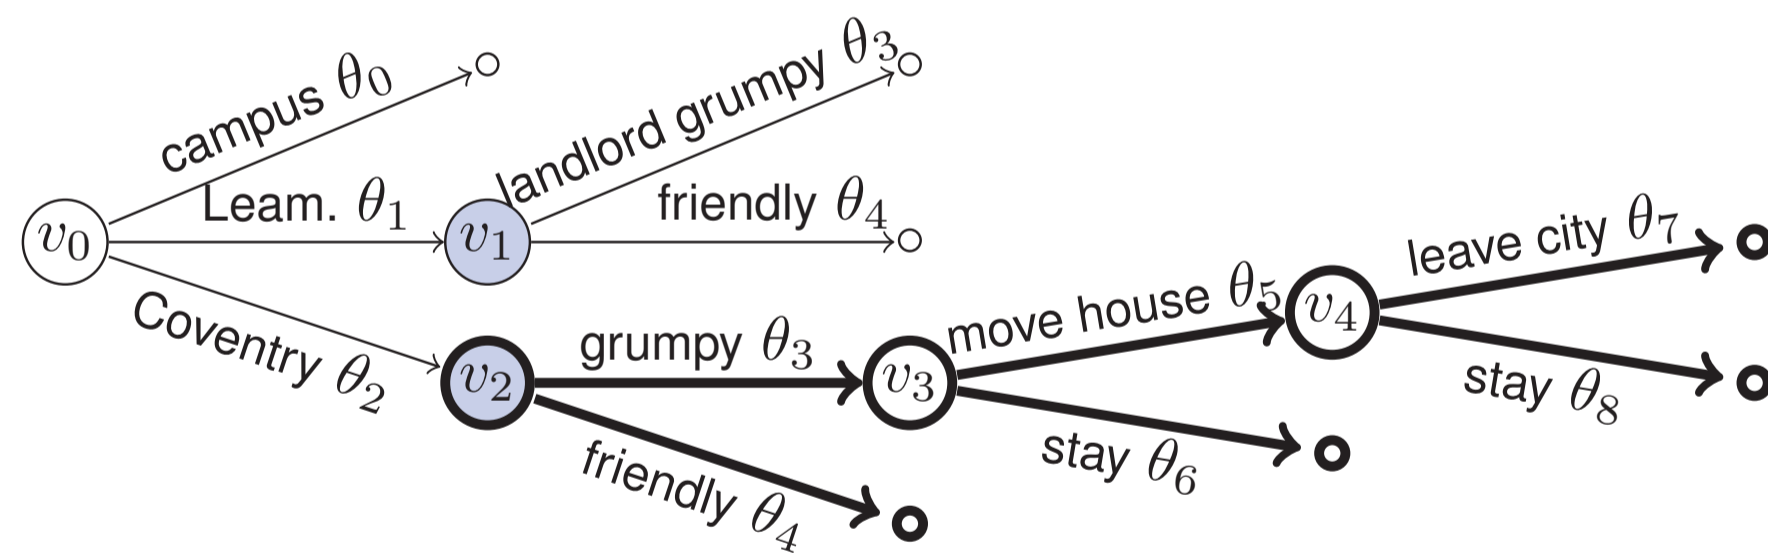 campus θ₀
landlord grumpy θ₃
v₀
Leam. θ₁
v₁
friendly θ₄
Coventry θ₂
v₂
grumpy θ₃
v₃
move house θ₅
v₄
leave city θ₇
stay θ₈
stay θ₆
friendly θ₄